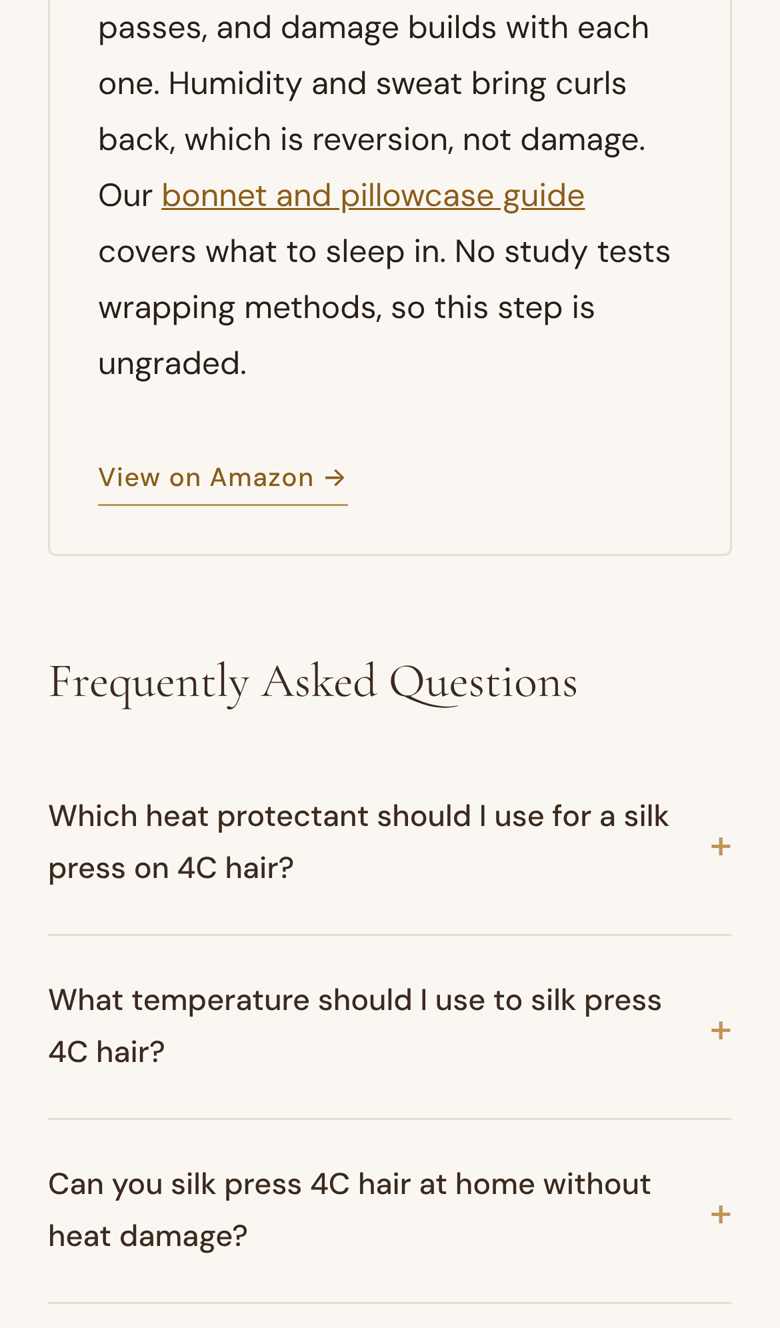 passes, and damage builds with each
one. Humidity and sweat bring curls
back, which is reversion, not damage.
Our bonnet and pillowcase guide
covers what to sleep in. No study tests
wrapping methods, so this step is
ungraded.
View on Amazon →
Frequently Asked Questions
Which heat protectant should I use for a silk
press on 4C hair?
+
What temperature should I use to silk press
4C hair?
+
Can you silk press 4C hair at home without
heat damage?
+